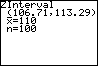 ZInterval
(106.71,113.29)
x̄=110
n=100